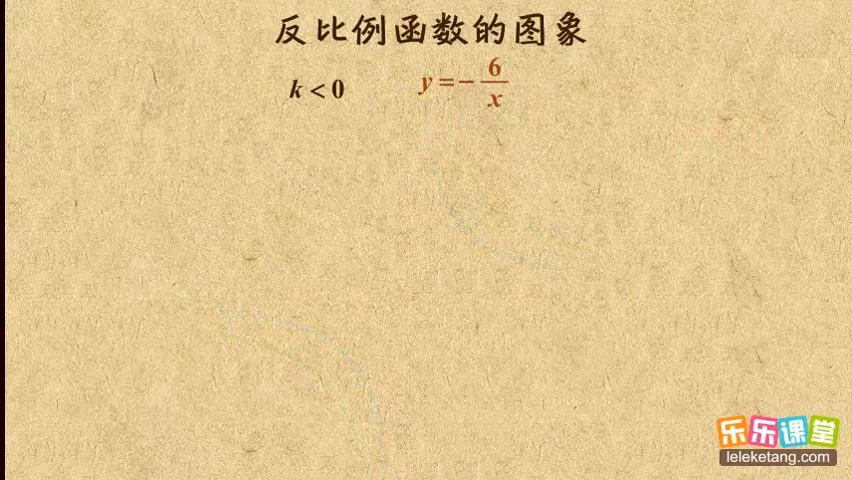 反比例函数的图象
k < 0 y = - 6/x
乐乐课堂
leleketang.com